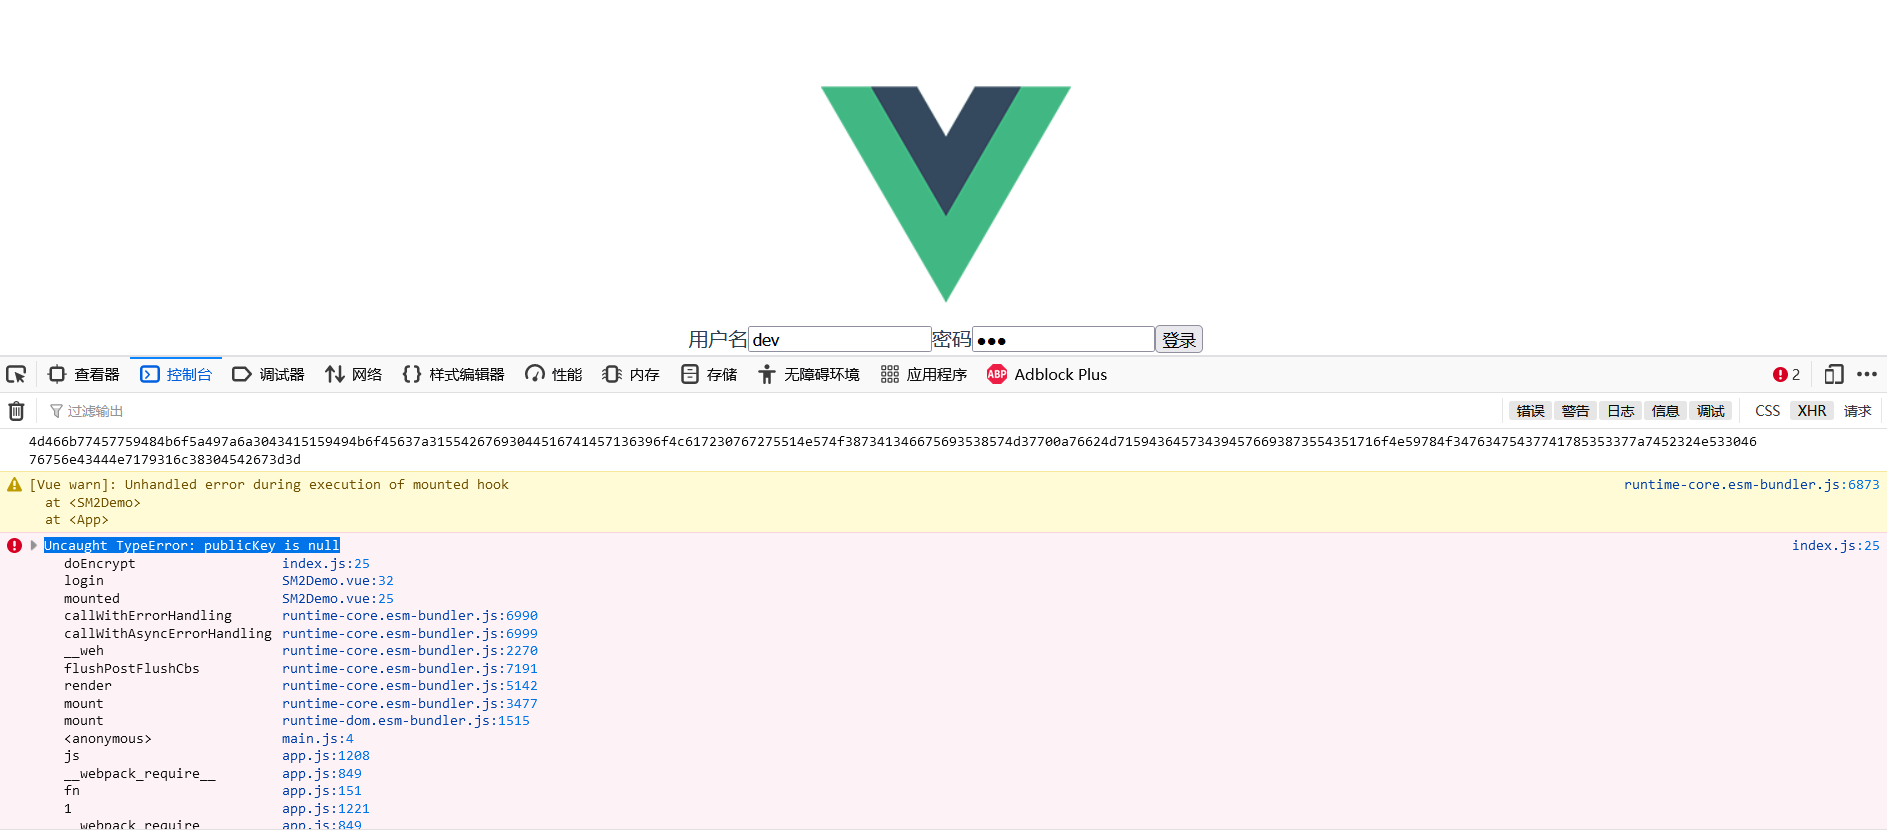 用户名 dev 密码 ●●● 登录
查看器 控制台 调试器 网络 {} 样式编辑器 性能 内存 存储 无障碍环境 应用程序 ABP Adblock Plus 2
过滤输出 错误 警告 日志 信息 调试 CSS XHR 请求
4d466b77457759484b6f5a497a6a3043415159494b6f45637a31554267693044516741457136396f4c617230767275514e574f387341346675693538574d37700a76624d71594364573439457669387355435171 6f4e59784f34763475437741785353377a7452324e533046
76756e43444e7179316c38304542673d3d
[Vue warn]: Unhandled error during execution of mounted hook runtime-core.esm-bundler.js:6873
at <SM2Demo>
at <App>
Uncaught TypeError: publicKey is null index.js:25
doEncrypt index.js:25
login SM2Demo.vue:32
mounted SM2Demo.vue:25
callWithErrorHandling runtime-core.esm-bundler.js:6990
callWithAsyncErrorHandling runtime-core.esm-bundler.js:6999
__weh runtime-core.esm-bundler.js:2270
flushPostFlushCbs runtime-core.esm-bundler.js:7191
render runtime-core.esm-bundler.js:5142
mount runtime-core.esm-bundler.js:3477
mount runtime-dom.esm-bundler.js:1515
<anonymous> main.js:4
js app.js:1208
__webpack_require__ app.js:849
fn app.js:151
1 app.js:1221
__webpack_require__ app.js:849